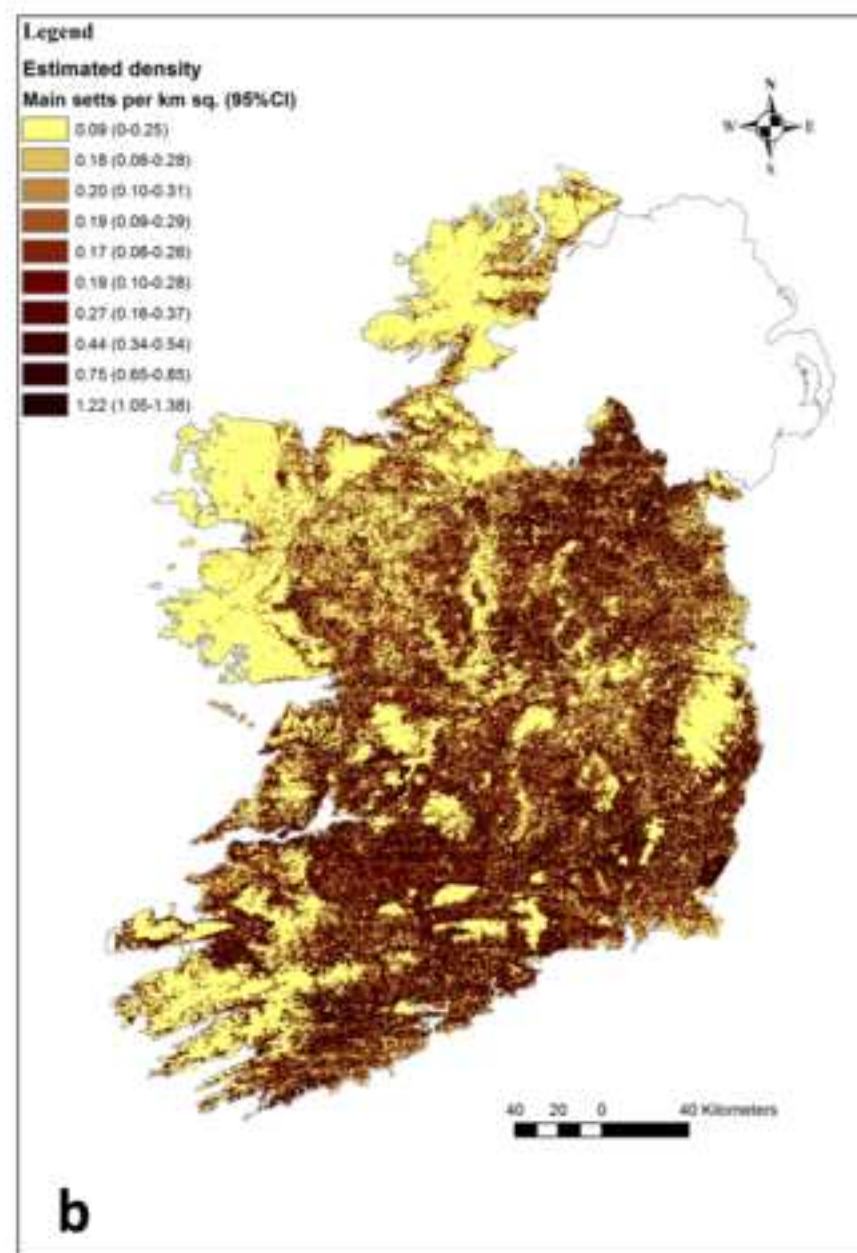 Legend
Estimated density
Main setts per km sq. (95%CI)
0.09 (0-0.25)
0.18 (0.08-0.28)
0.20 (0.10-0.31)
0.19 (0.09-0.29)
0.17 (0.08-0.26)
0.19 (0.10-0.28)
0.27 (0.16-0.37)
0.44 (0.34-0.54)
0.75 (0.65-0.85)
1.22 (1.05-1.38)
N
W E
S
40 20 0 40 Kilometers
b